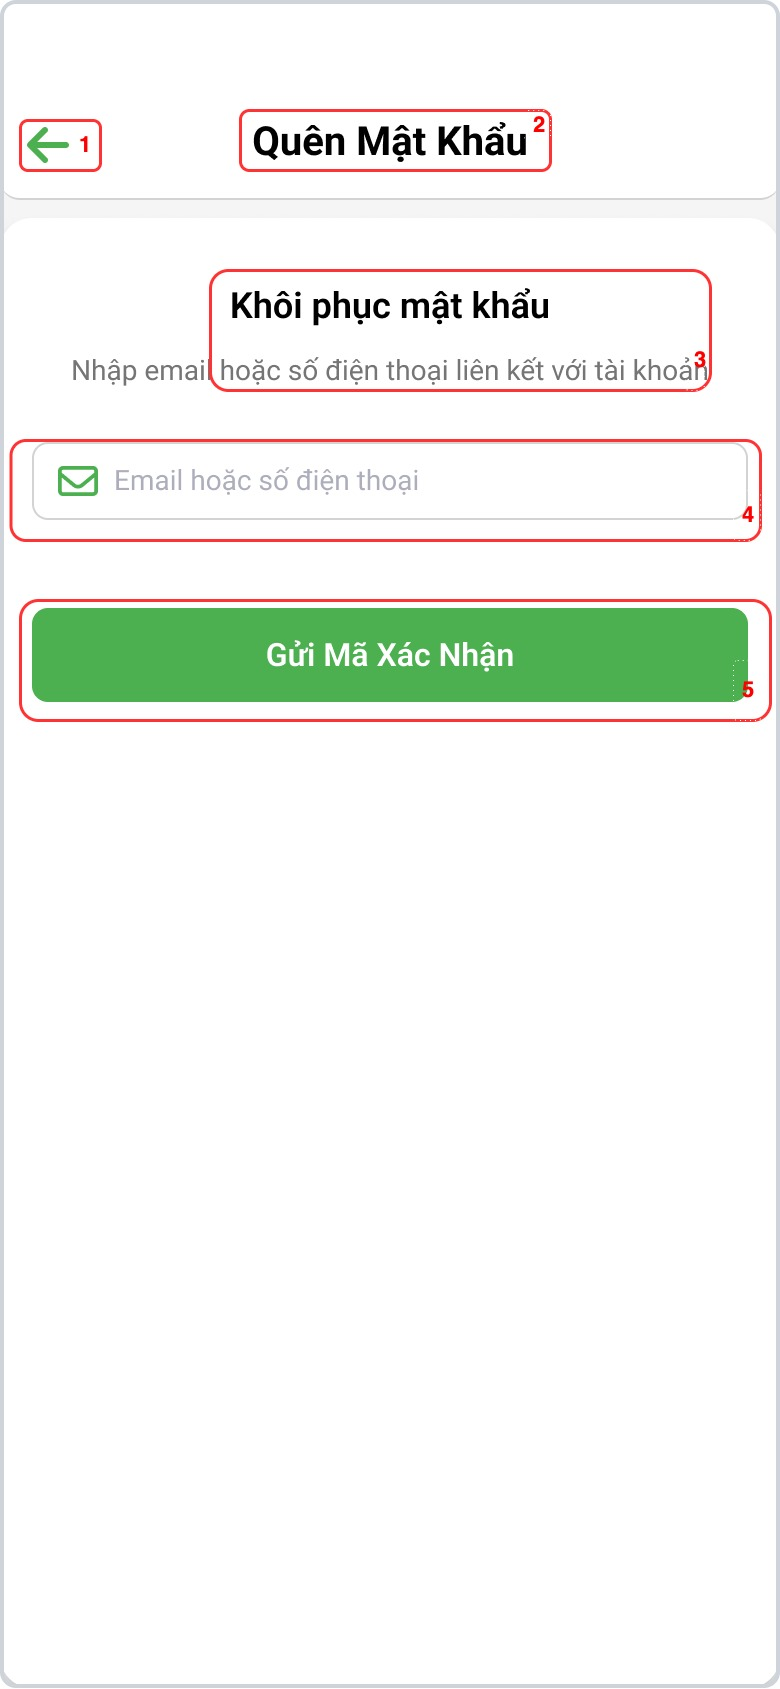 1
Quên Mật Khẩu 2
Khôi phục mật khẩu
Nhập email hoặc số điện thoại liên kết với tài khoản 3
Email hoặc số điện thoại
4
Gửi Mã Xác Nhận
5